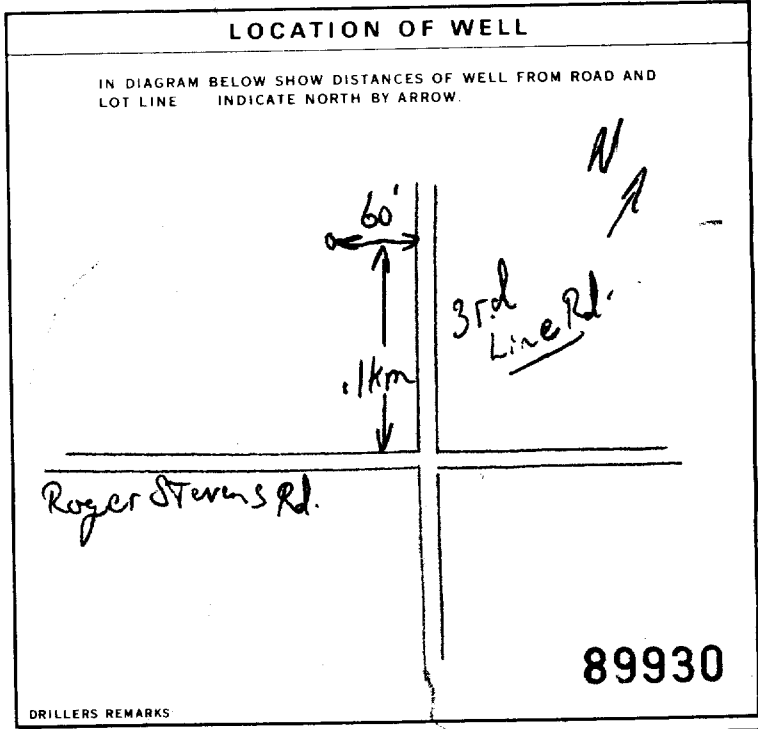 LOCATION OF WELL
IN DIAGRAM BELOW SHOW DISTANCES OF WELL FROM ROAD AND
LOT LINE INDICATE NORTH BY ARROW.
N
60'
3rd
Line Rd.
.1km
Roger Stevens Rd.
89930
DRILLERS REMARKS